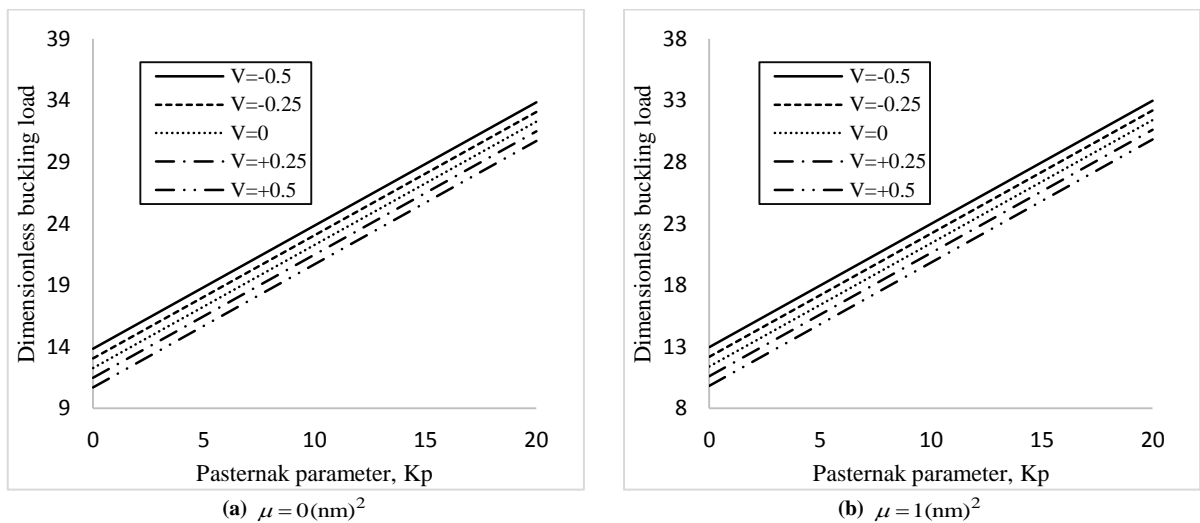 Dimensionless buckling load
39
34
29
24
19
14
9
V=-0.5
V=-0.25
V=0
V=+0.25
V=+0.5
0 5 10 15 20
Pasternak parameter, Kp
(a) μ = 0(nm)²
Dimensionless buckling load
38
33
28
23
18
13
8
V=-0.5
V=-0.25
V=0
V=+0.25
V=+0.5
0 5 10 15 20
Pasternak parameter, Kp
(b) μ = 1(nm)²